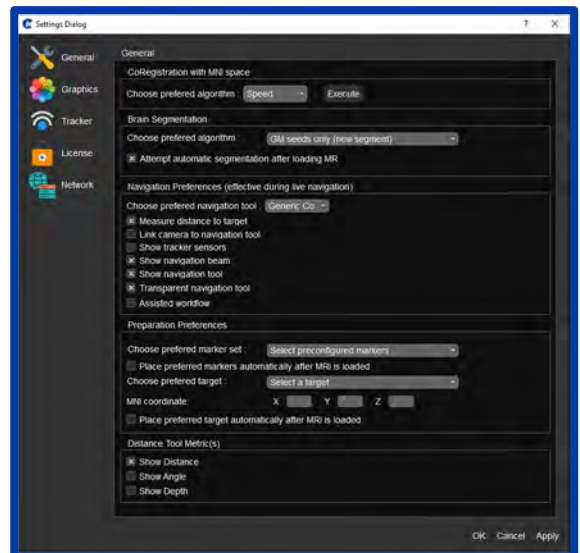 Settings Dialog ? X
General
General
CoRegistration with MNI space
Choose prefered algorithm : Speed Execute
Graphics
Brain Segmentation
Tracker
Choose prefered algorithm GM seeds only (new segment)
Attempt automatic segmentation after loading MR
License
Network
Navigation Preferences (effective during live navigation)
Choose prefered navigation tool : Generic Co
Measure distance to target
Link camera to navigation tool
Show tracker sensors
Show navigation beam
Show navigation tool
Transparent navigation tool
Assisted workflow
Preparation Preferences
Choose prefered marker set : Select preconfigured markers
Place preferred markers automatically after MRI is loaded
Choose prefered target : Select a target
MNI coordinate: X Y Z
Place preferred target automatically after MRI is loaded
Distance Tool Metric(s)
Show Distance
Show Angle
Show Depth
OK Cancel Apply